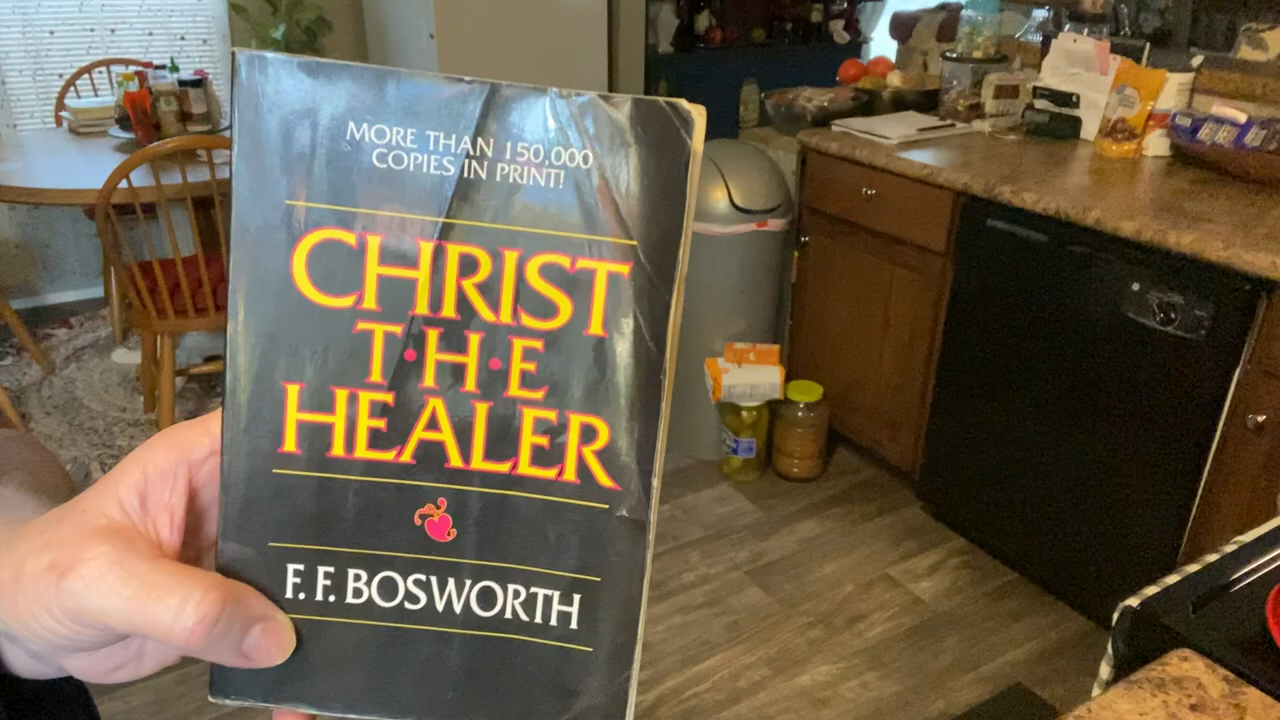 MORE THAN 150,000
COPIES IN PRINT!
CHRIST
T•H•E
HEALER
F. F. BOSWORTH